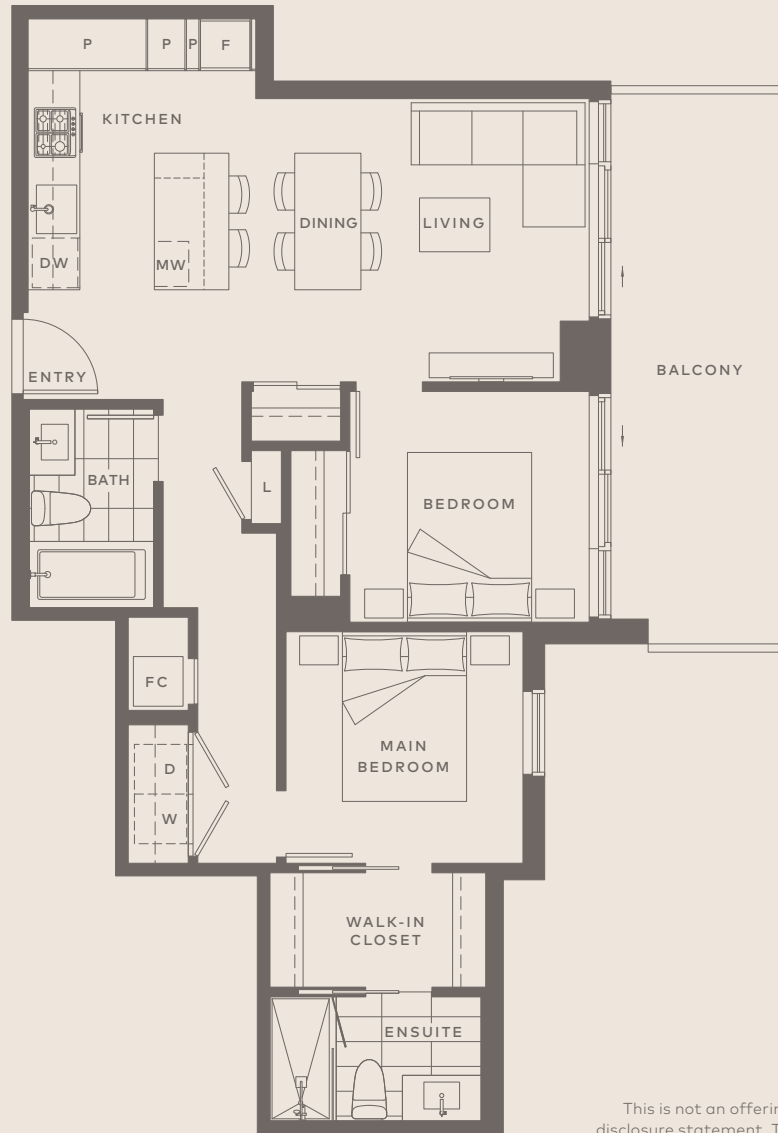 P
P
P
F
KITCHEN
DINING
LIVING
DW
MW
ENTRY
BALCONY
BATH
L
BEDROOM
FC
MAIN
BEDROOM
D
W
WALK-IN
CLOSET
ENSUITE
This is not an offerin
disclosure statement. T